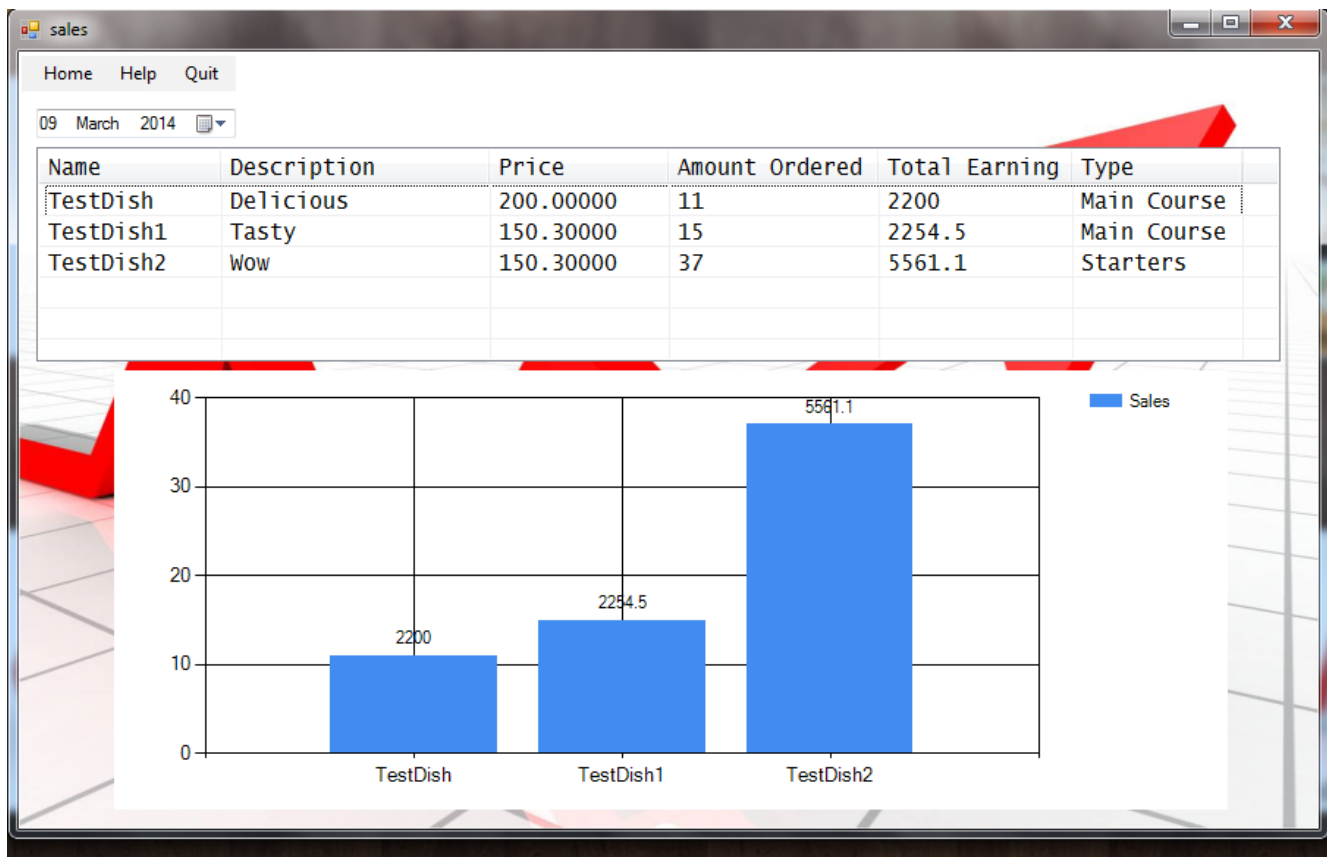 sales
Home Help Quit
09 March 2014
Name Description Price Amount Ordered Total Earning Type
TestDish Delicious 200.00000 11 2200 Main Course
TestDish1 Tasty 150.30000 15 2254.5 Main Course
TestDish2 Wow 150.30000 37 5561.1 Starters
40
5561.1
Sales
30
20
2254.5
2200
10
0
TestDish TestDish1 TestDish2